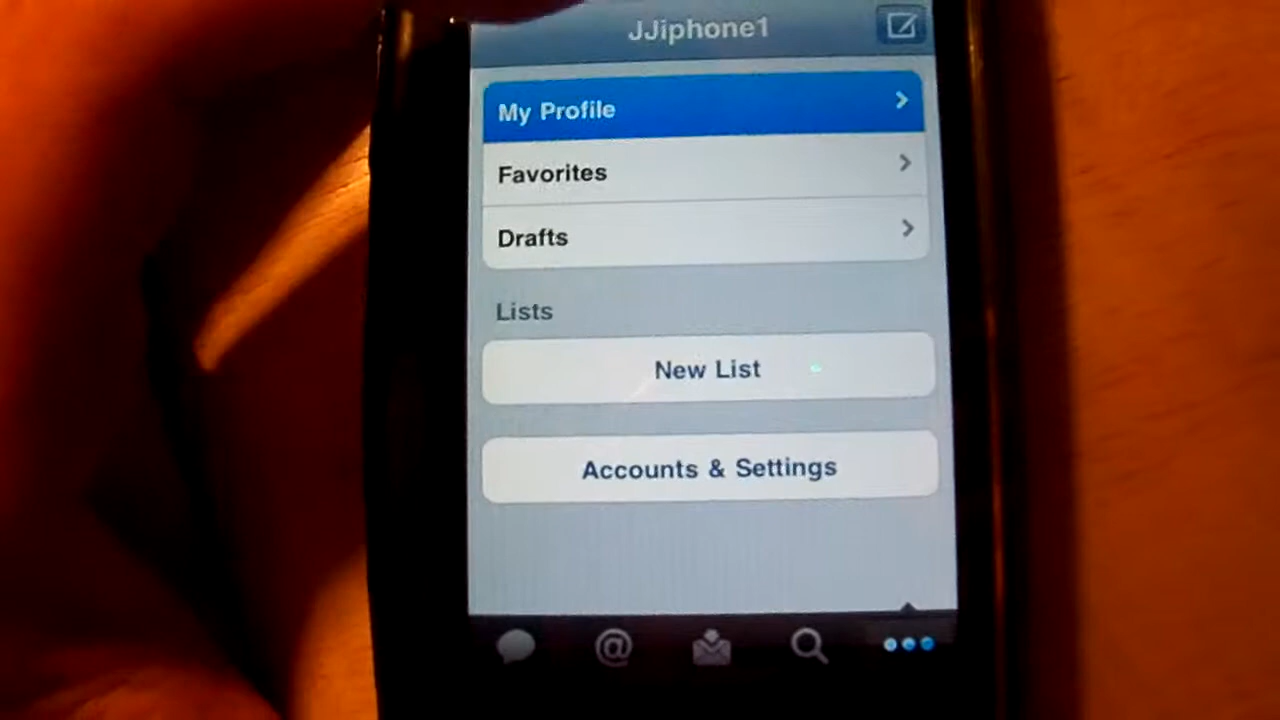 JJiphone1
My Profile
Favorites
Drafts
Lists
New List
Accounts & Settings
@